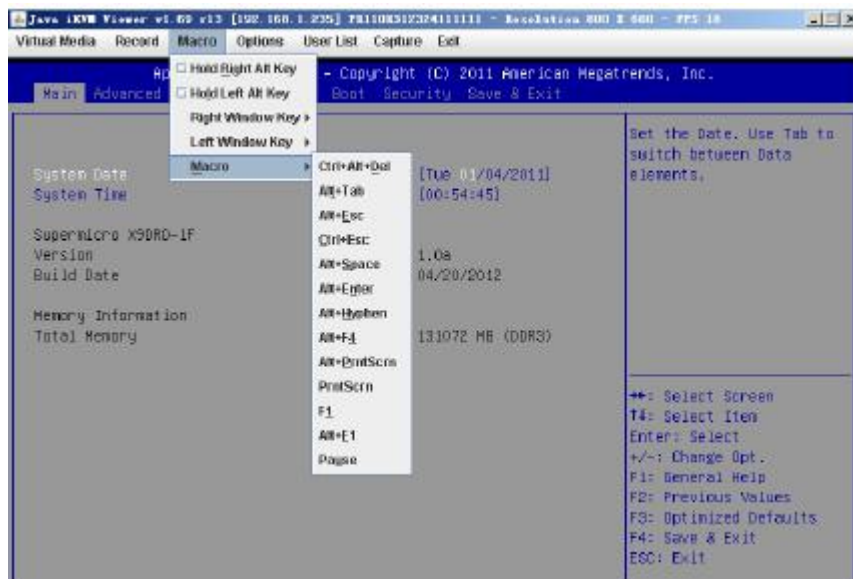 Java iKVM Viewer v1.69 r13 [192.168.1.235] - Resolution 800 X 600 - FPS 18
Virtual Media Record Macro Options User List Capture Exit
Hold Right Alt Key
Hold Left Alt Key
Right Window Key
Left Window Key
Macro
Ctrl+Alt+Del
Alt+Tab
Alt+Esc
Ctrl+Esc
Alt+Space
Alt+Enter
Alt+Hyphen
Alt+F4
Alt+PrntScrn
PrntScrn
F1
Alt+F1
Pause
Ap - Copyright (C) 2011 American Megatrends, Inc.
Main Advanced Boot Security Save & Exit
System Date [Tue 01/04/2011]
System Time [00:54:45]
Supermicro X9DRD-iF
Version 1.0a
Build Date 04/20/2012
Memory Information
Total Memory 131072 MB (DDR3)
Set the Date. Use Tab to
switch between Data
elements.
: Select Screen
: Select Item
Enter: Select
+/-: Change Opt.
F1: General Help
F2: Previous Values
F3: Optimized Defaults
F4: Save & Exit
ESC: Exit